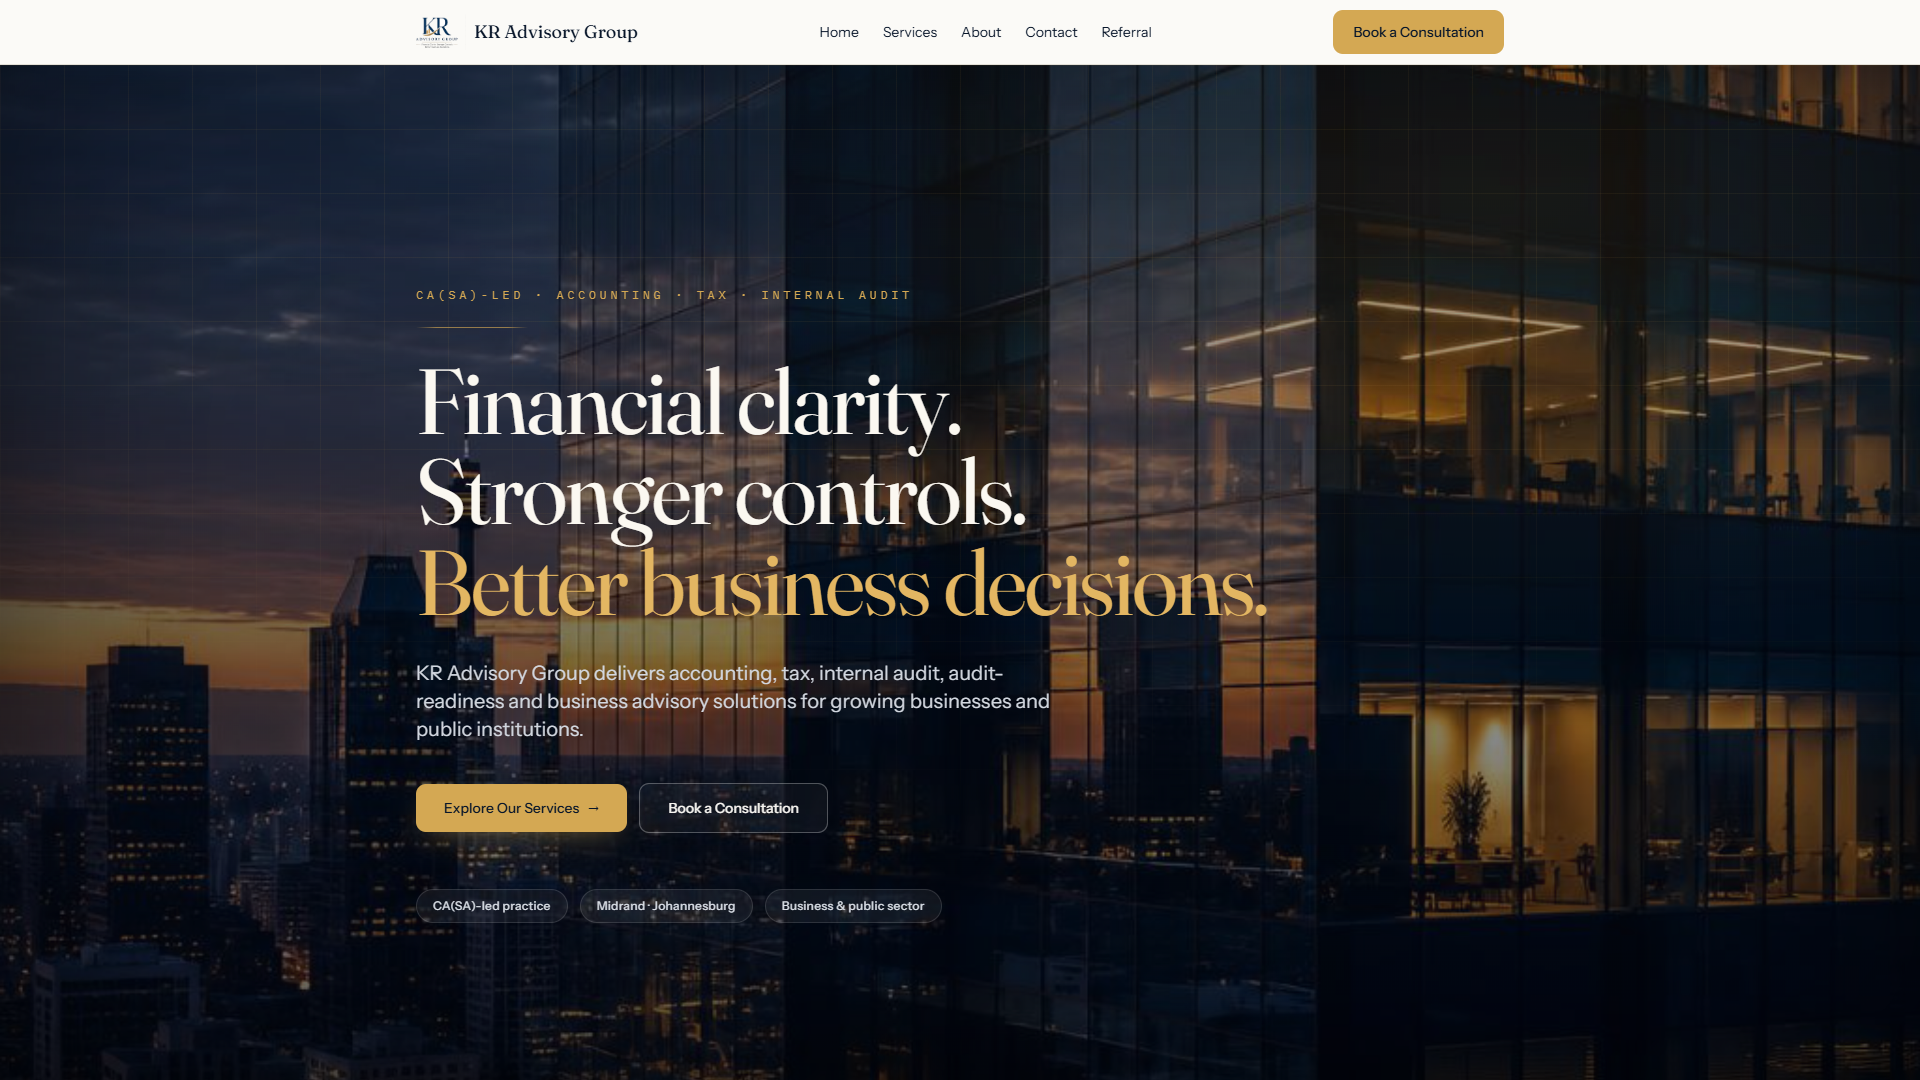 KR
ADVISORY GROUP
KR Advisory Group
Home
Services
About
Contact
Referral
Book a Consultation
CA(SA)-LED · ACCOUNTING · TAX · INTERNAL AUDIT
Financial clarity.
Stronger controls.
Better business decisions.
KR Advisory Group delivers accounting, tax, internal audit, audit-
readiness and business advisory solutions for growing businesses and
public institutions.
Explore Our Services →
Book a Consultation
CA(SA)-led practice
Midrand · Johannesburg
Business & public sector